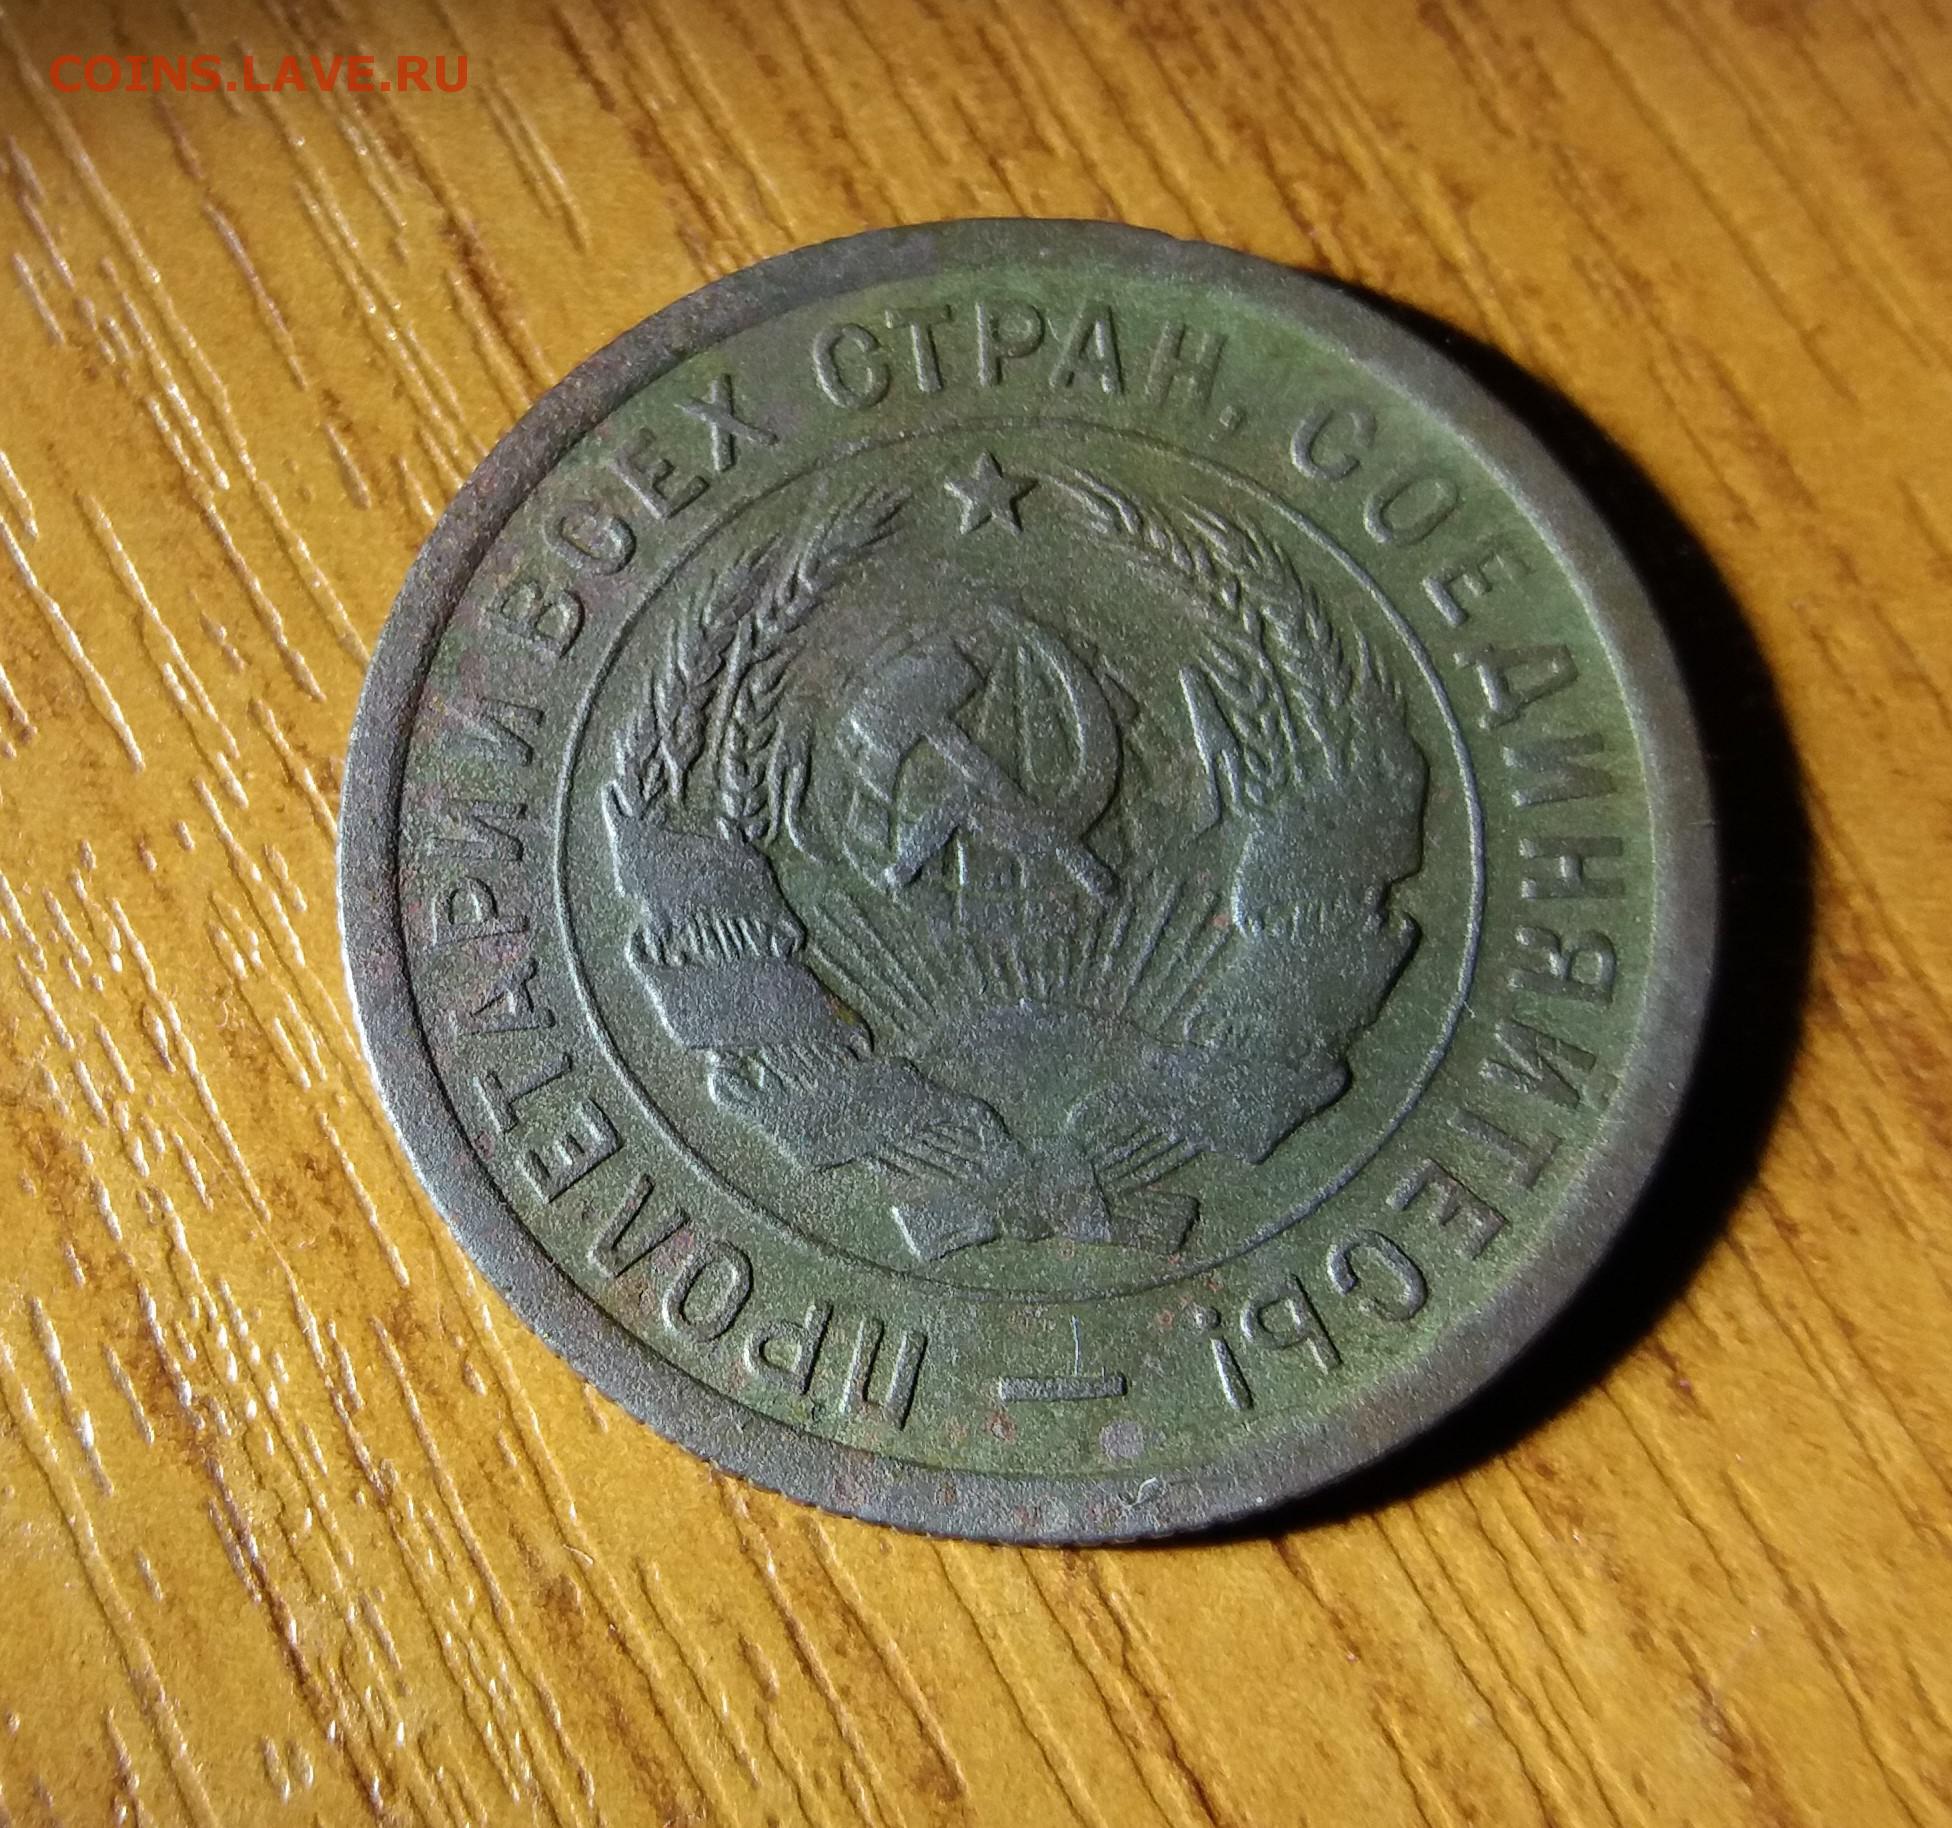 COINS.LAVE.RU
ПРОЛЕТАРИИ ВСЕХ СТРАН, СОЕДИНЯЙТЕСЬ! —